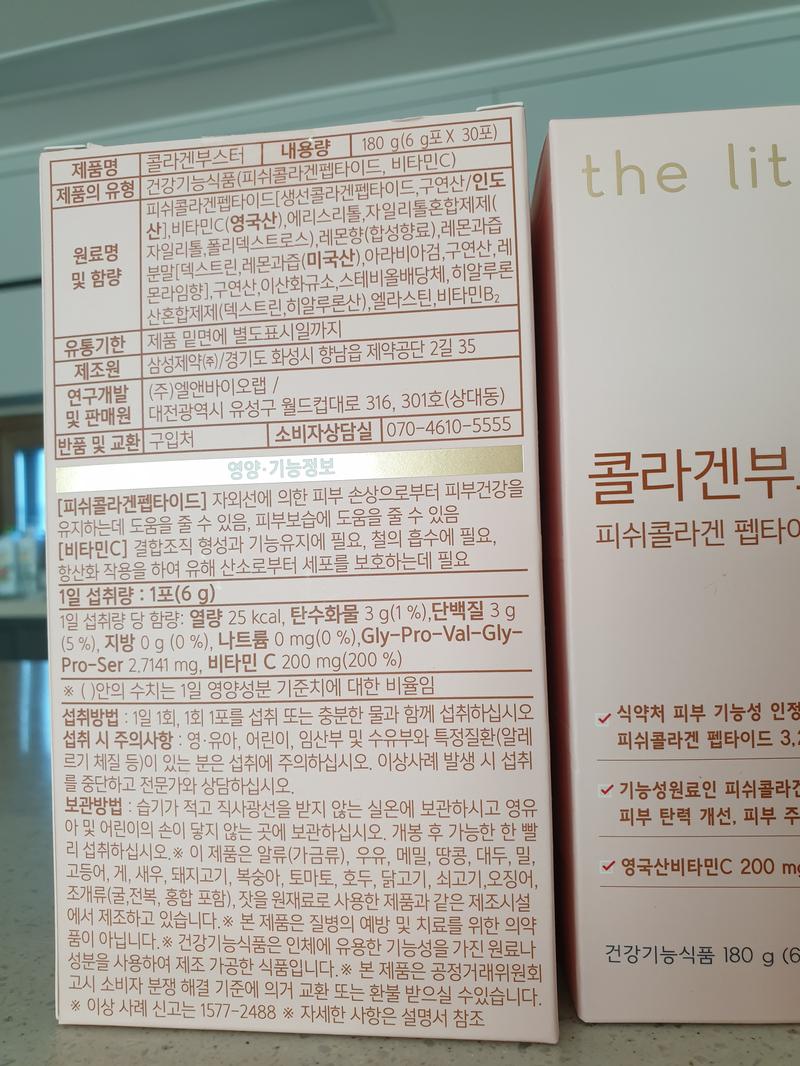 제품명 콜라겐부스터 내용량 180 g(6 g포 X 30포)
제품의 유형 건강기능식품(피쉬콜라겐펩타이드, 비타민C)
원료명 및 함량
피쉬콜라겐펩타이드[생선콜라겐펩타이드,구연산/인도
산],비타민C(영국산),에리스리톨,자일리톨혼합제제(
자일리톨,폴리덱스트로스),레몬향(합성향료),레몬과즙
분말[덱스트린,레몬과즙(미국산),아라비아검,구연산,레
몬라임향],구연산,이산화규소,스테비올배당체,히알루론
산혼합제제(덱스트린,히알루론산),엘라스틴,비타민B₂
유통기한 제품 밑면에 별도표시일까지
제조원 삼성제약㈜/경기도 화성시 향남읍 제약공단 2길 35
연구개발 및 판매원
(주)엘앤바이오랩 /
대전광역시 유성구 월드컵대로 316, 301호(상대동)
반품 및 교환 구입처 소비자상담실 070-4610-5555
영양·기능정보
[피쉬콜라겐펩타이드] 자외선에 의한 피부 손상으로부터 피부건강을
유지하는데 도움을 줄 수 있음, 피부보습에 도움을 줄 수 있음
[비타민C] 결합조직 형성과 기능유지에 필요, 철의 흡수에 필요,
항산화 작용을 하여 유해 산소로부터 세포를 보호하는데 필요
1일 섭취량 : 1포(6 g)
1일 섭취량 당 함량: 열량 25 kcal, 탄수화물 3 g(1 %),단백질 3 g
(5 %), 지방 0 g (0 %), 나트륨 0 mg(0 %),Gly-Pro-Val-Gly-
Pro-Ser 2.7141 mg, 비타민 C 200 mg(200 %)
※ ( )안의 수치는 1일 영양성분 기준치에 대한 비율임
섭취방법 : 1일 1회, 1회 1포를 섭취 또는 충분한 물과 함께 섭취하십시오
섭취 시 주의사항 : 영·유아, 어린이, 임산부 및 수유부와 특정질환(알레
르기 체질 등)이 있는 분은 섭취에 주의하십시오. 이상사례 발생 시 섭취
를 중단하고 전문가와 상담하십시오.
보관방법 : 습기가 적고 직사광선을 받지 않는 실온에 보관하시고 영유
아 및 어린이의 손이 닿지 않는 곳에 보관하십시오. 개봉 후 가능한 한 빨
리 섭취하십시오.※ 이 제품은 알류(가금류), 우유, 메밀, 땅콩, 대두, 밀,
고등어, 게, 새우, 돼지고기, 복숭아, 토마토, 호두, 닭고기, 쇠고기,오징어,
조개류(굴,전복, 홍합 포함), 잣을 원재료로 사용한 제품과 같은 제조시설
에서 제조하고 있습니다.※ 본 제품은 질병의 예방 및 치료를 위한 의약
품이 아닙니다.※ 건강기능식품은 인체에 유용한 기능성을 가진 원료나
성분을 사용하여 제조 가공한 식품입니다.※ 본 제품은 공정거래위원회
고시 소비자 분쟁 해결 기준에 의거 교환 또는 환불 받으실 수있습니다.
※ 이상 사례 신고는 1577-2488 ※ 자세한 사항은 설명서 참조
the lit
콜라겐부
피쉬콜라겐 펩타이
식약처 피부 기능성 인정
피쉬콜라겐 펩타이드 3,2
기능성원료인 피쉬콜라겐
피부 탄력 개선, 피부 주
영국산비타민C 200 mg
건강기능식품 180 g (6